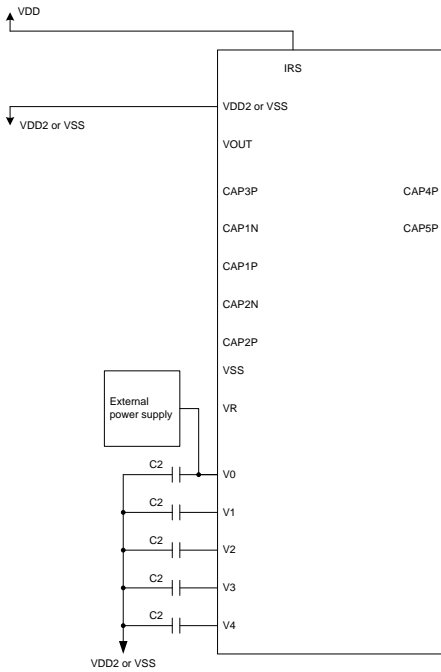 VDD
IRS
VDD2 or VSS
VDD2 or VSS
VOUT
CAP3P
CAP4P
CAP1N
CAP5P
CAP1P
CAP2N
CAP2P
VSS
External
power supply
VR
C2
V0
C2
V1
C2
V2
C2
V3
C2
V4
VDD2 or VSS